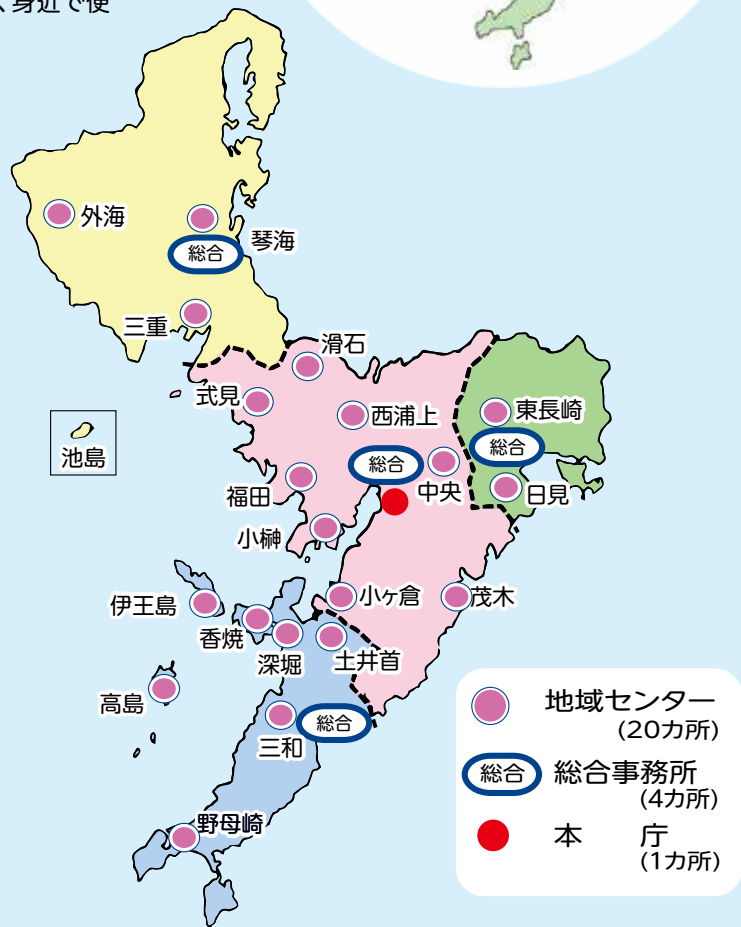 、身近で便
外海
琴海
総合
三重
滑石
式見
西浦上
東長崎
池島
総合
総合
中央
福田
日見
小榊
伊王島
小ヶ倉
茂木
香焼
深堀
土井首
高島
三和
総合
野母崎
地域センター
(20カ所)
総合 総合事務所
(4カ所)
本 庁
(1カ所)